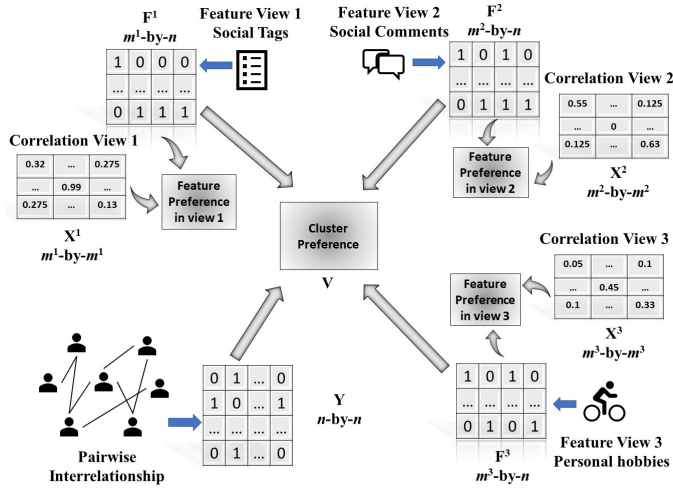 F¹
m¹-by-n
1 0 0 0
... ... ... ...
0 1 1 1
Feature View 1
Social Tags
Feature View 2
Social Comments
F²
m²-by-n
1 0 1 0
... ... ... ...
0 1 1 1
Correlation View 1
0.32 ... 0.275
... 0.99 ...
0.275 ... 0.13
X¹
m¹-by-m¹
Feature
Preference
in view 1
Feature
Preference
in view 2
Correlation View 2
0.55 ... 0.125
... 0 ...
0.125 ... 0.63
X²
m²-by-m²
Cluster
Preference
V
Correlation View 3
0.05 ... 0.1
... 0.45 ...
0.1 ... 0.33
X³
m³-by-m³
Feature
Preference
in view 3
Pairwise
Interrelationship
0 1 ... 0
1 0 ... 1
... ... ... ...
0 0 ... 0
Y
n-by-n
1 0 1 0
... ... ... ...
0 1 0 1
F³
m³-by-n
Feature View 3
Personal hobbies